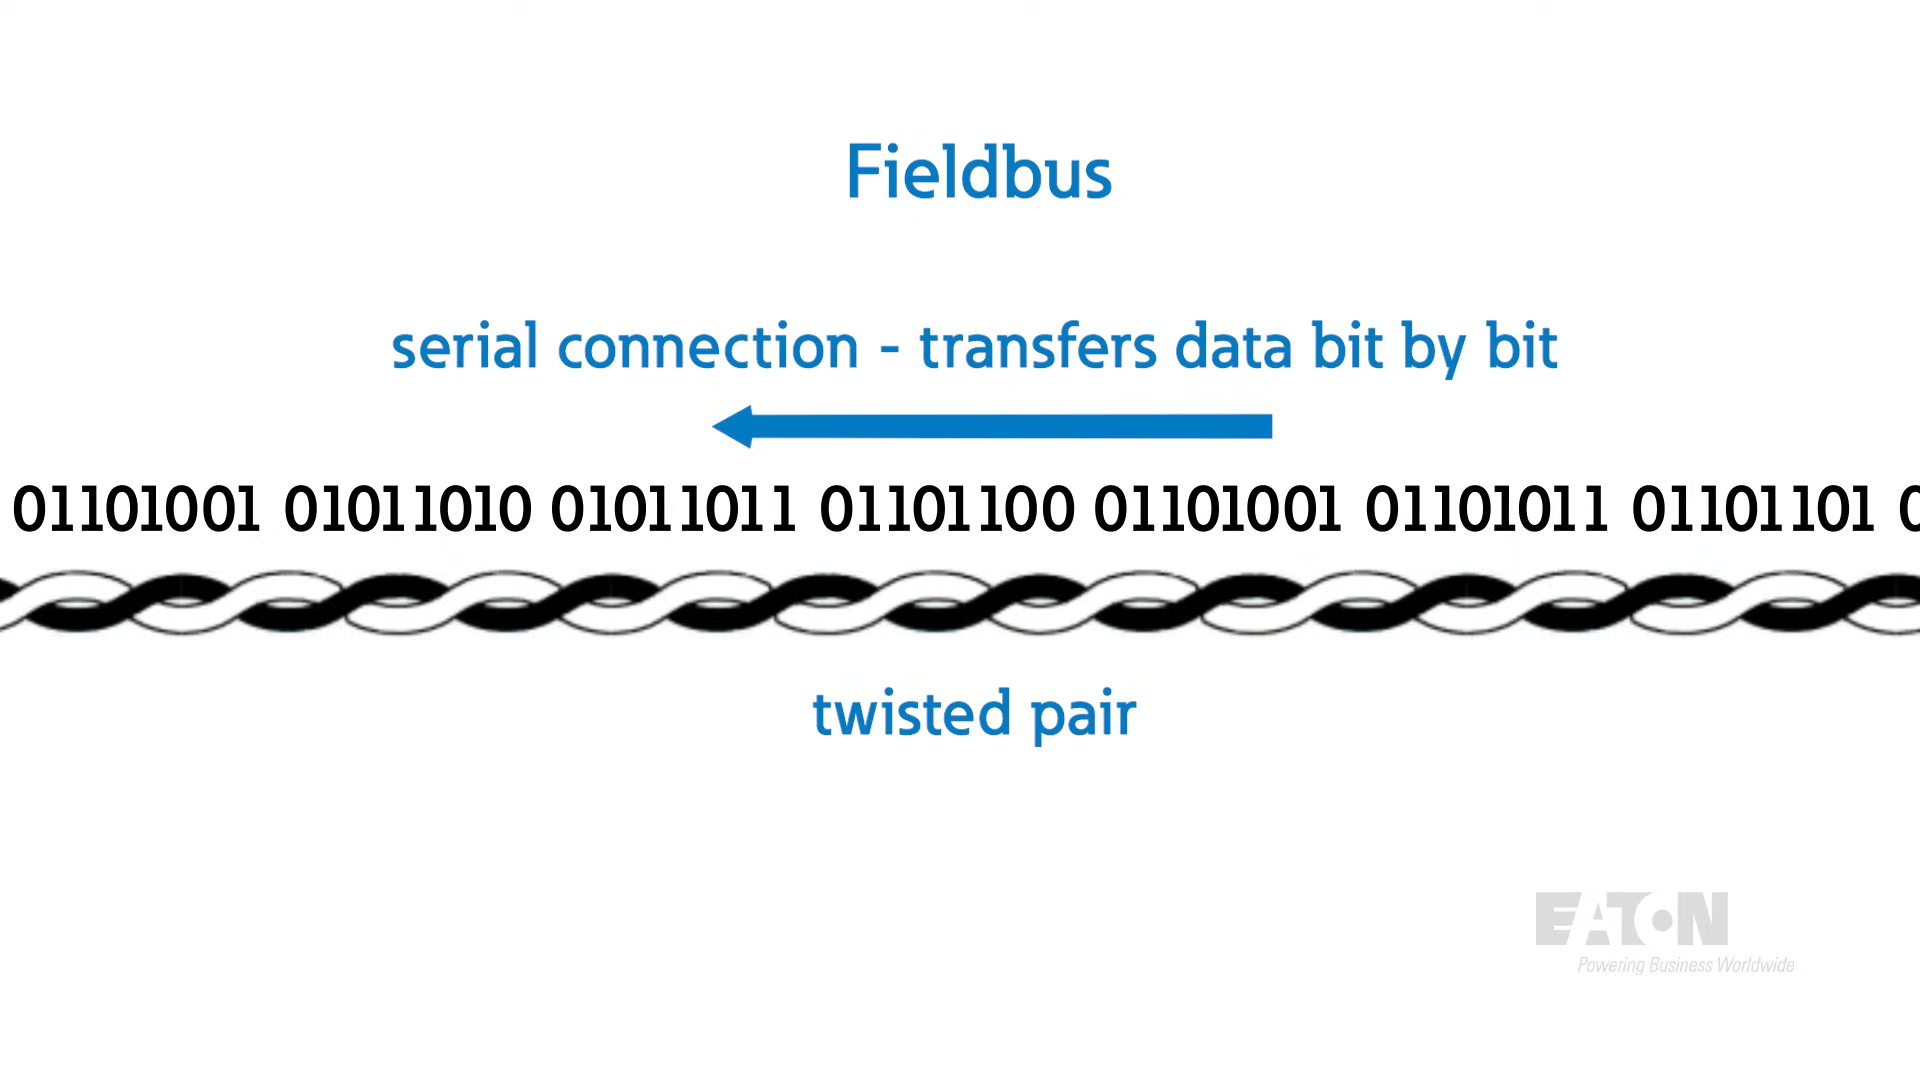 Fieldbus
serial connection - transfers data bit by bit
01101001 01011010 01011011 01101100 01101001 01101011 01101101 0
twisted pair
EATON
Powering Business Worldwide